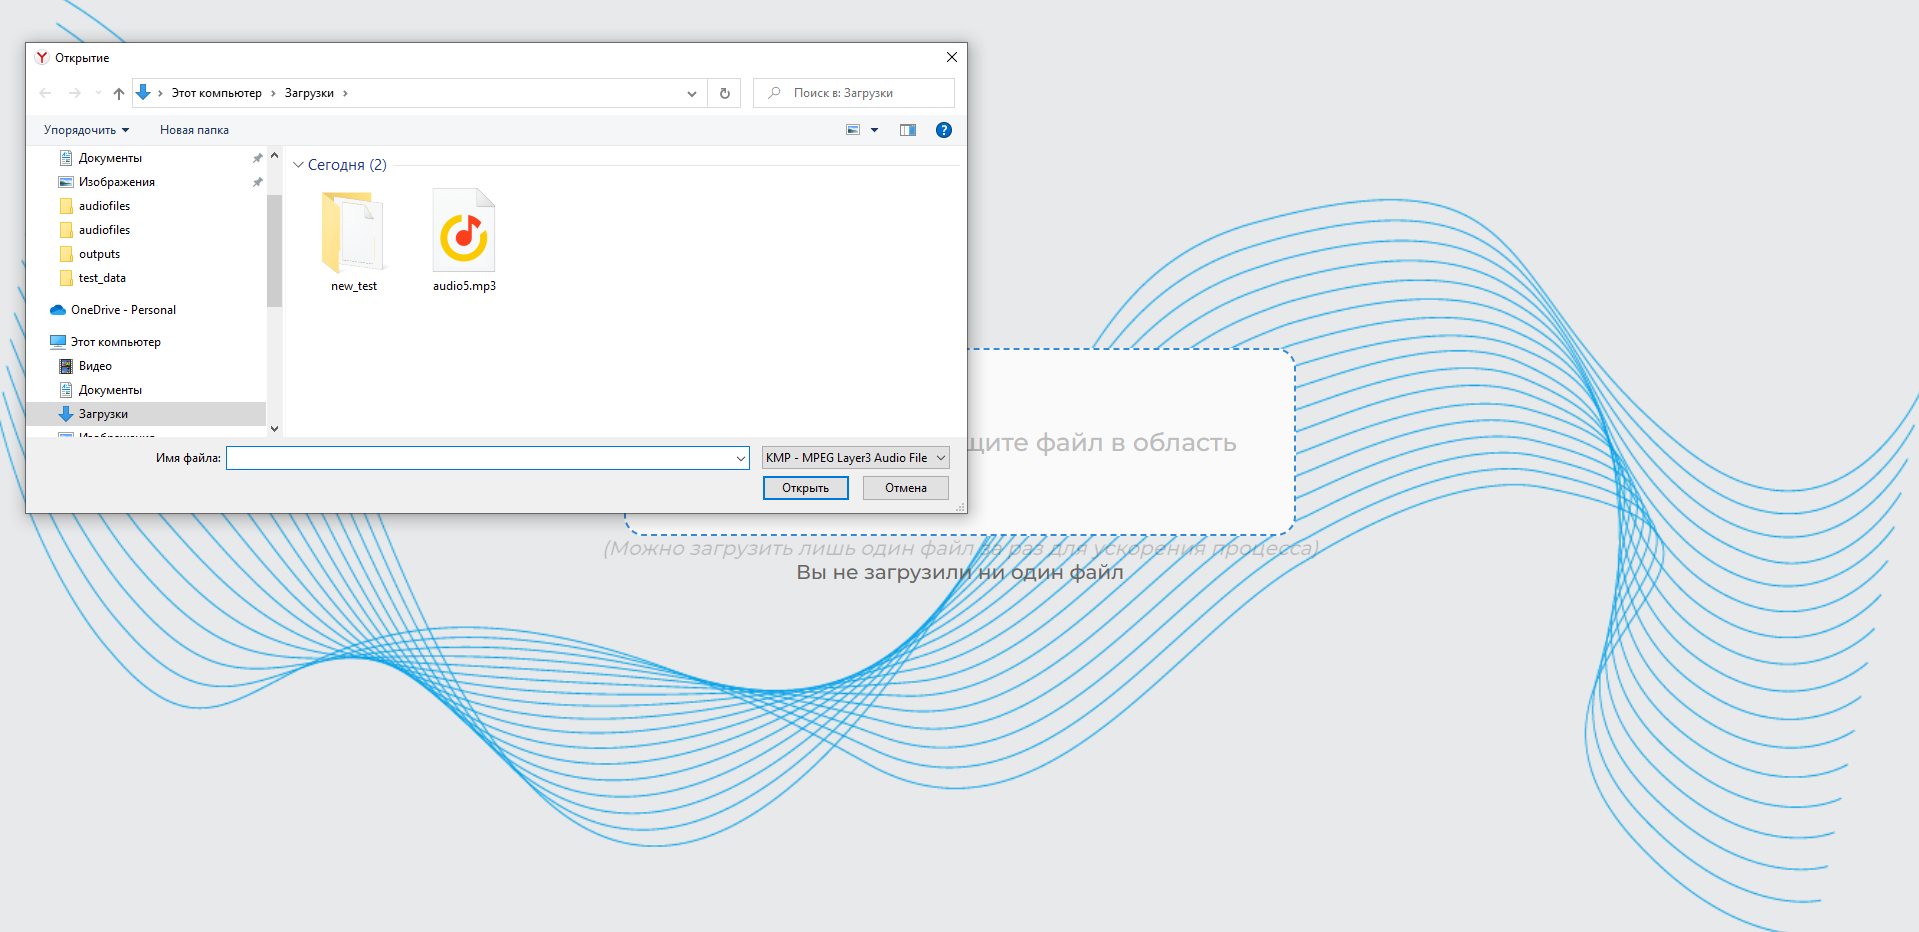 Открытие
Этот компьютер
Загрузки
Поиск в: Загрузки
Упорядочить
Новая папка
Документы
Изображения
audiofiles
audiofiles
outputs
test_data
OneDrive - Personal
Этот компьютер
Видео
Документы
Загрузки
Сегодня (2)
new_test
audio5.mp3
Имя файла:
KMP - MPEG Layer3 Audio File
Открыть
Отмена
щите файл в область
(Можно загрузить лишь один файл за раз для ускорения процесса)
Вы не загрузили ни один файл